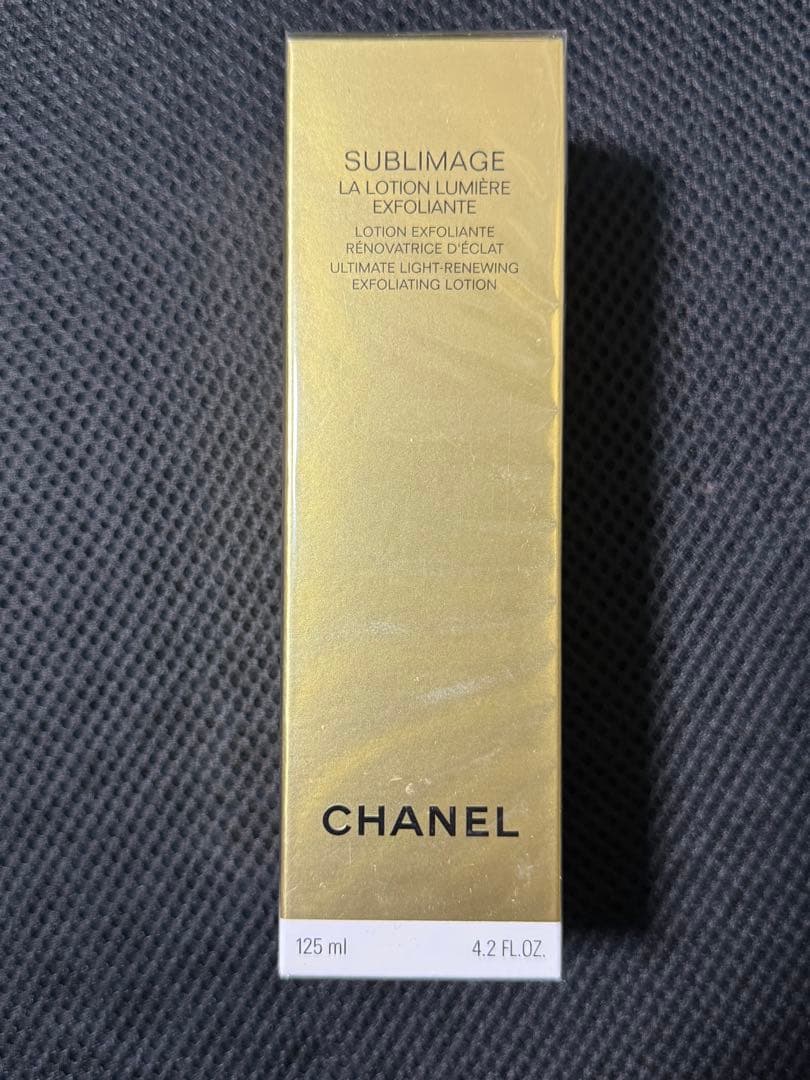 SUBLIMAGE
LA LOTION LUMIÈRE
EXFOLIANTE
LOTION EXFOLIANTE
RÉNOVATRICE D'ÉCLAT
ULTIMATE LIGHT-RENEWING
EXFOLIATING LOTION
CHANEL
125 ml 4.2 FL.OZ.